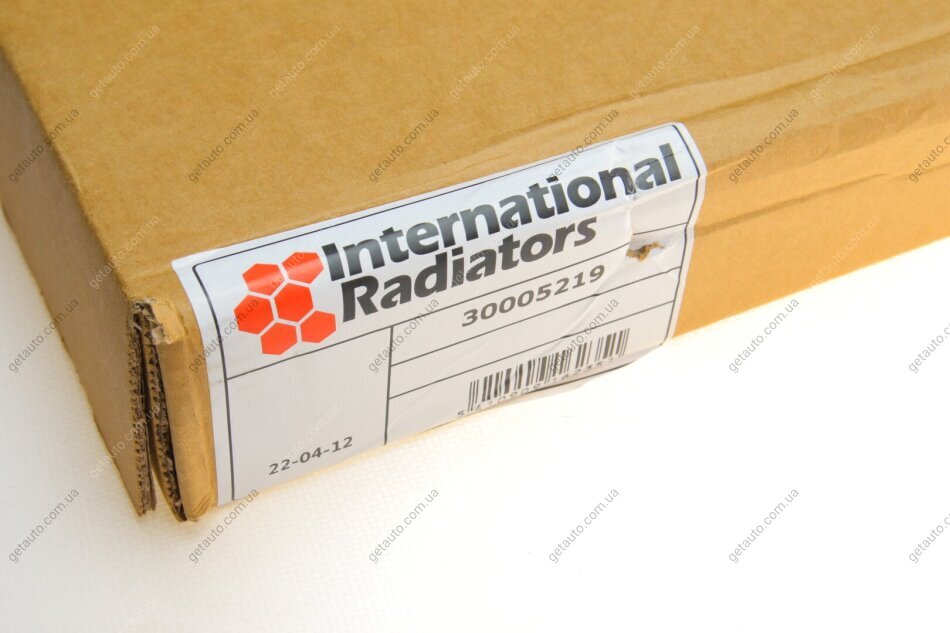 International
Radiators
30005219
22-04-12
getauto.com.ua